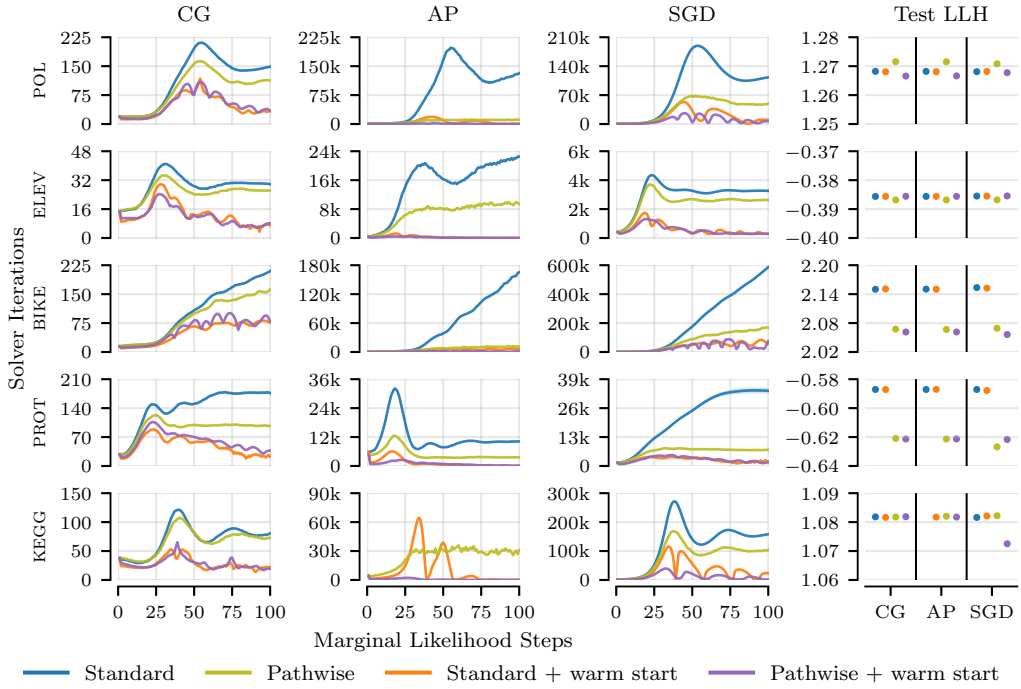 CG AP SGD Test LLH
Solver Iterations
POL
225 225k 210k 1.28
150 150k 140k 1.27
75 75k 70k 1.26
0 0 0 1.25
ELEV
48 24k 6k −0.37
32 16k 4k −0.38
16 8k 2k −0.39
0 0 0 −0.40
BIKE
225 180k 600k 2.20
150 120k 400k 2.14
75 60k 200k 2.08
0 0 0 2.02
PROT
210 36k 39k −0.58
140 24k 26k −0.60
70 12k 13k −0.62
0 0 0 −0.64
KEGG
150 90k 300k 1.09
100 60k 200k 1.08
50 30k 100k 1.07
0 0 0 1.06
0 25 50 75 100 0 25 50 75 100 0 25 50 75 100 CG AP SGD
Marginal Likelihood Steps
Standard Pathwise Standard + warm start Pathwise + warm start